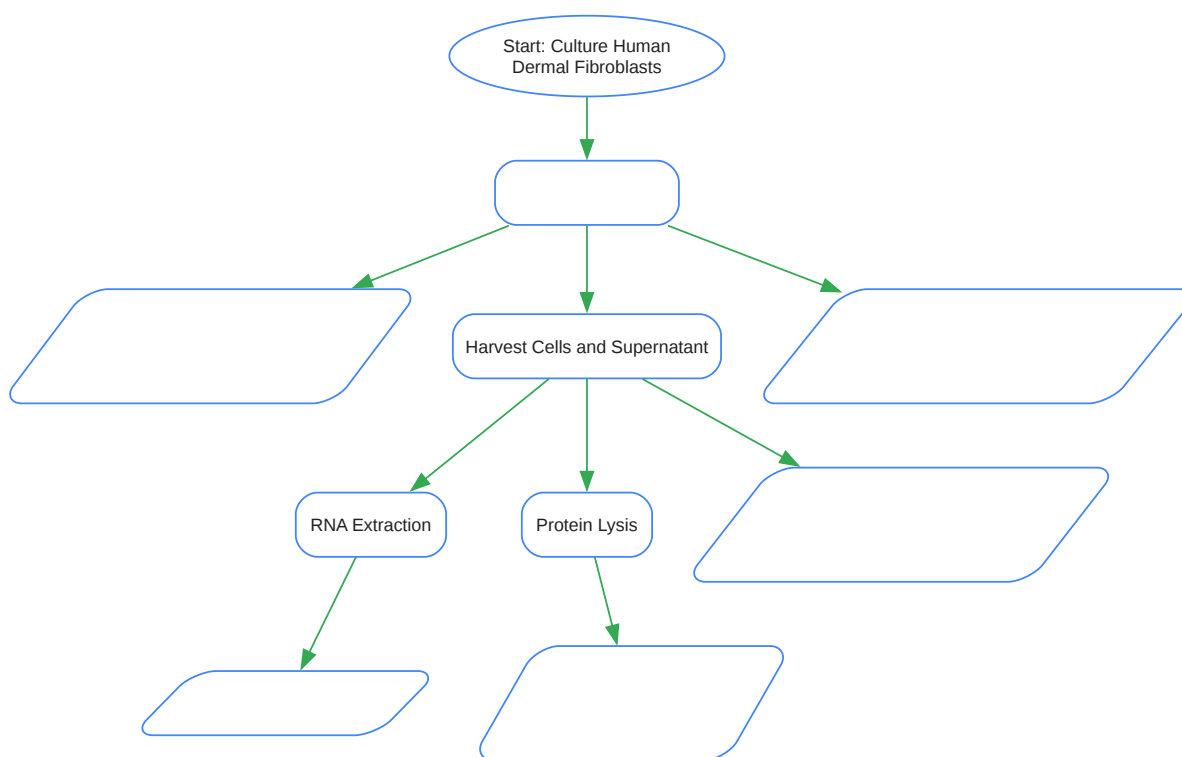 Start: Culture Human
Dermal Fibroblasts
Harvest Cells and Supernatant
RNA Extraction
Protein Lysis